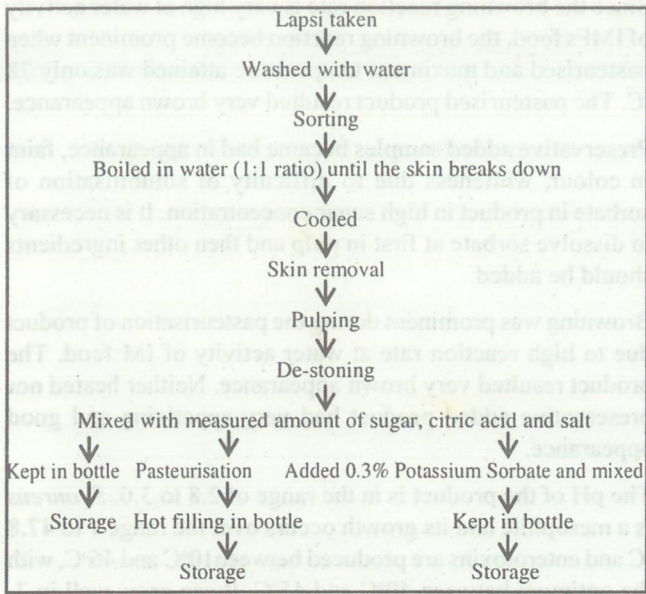 Lapsi taken
Washed with water
Sorting
Boiled in water (1:1 ratio) until the skin breaks down
Cooled
Skin removal
Pulping
De-stoning
Mixed with measured amount of sugar, citric acid and salt
Kept in bottle Pasteurisation Added 0.3% Potassium Sorbate and mixed
Storage Hot filling in bottle Kept in bottle
Storage Storage